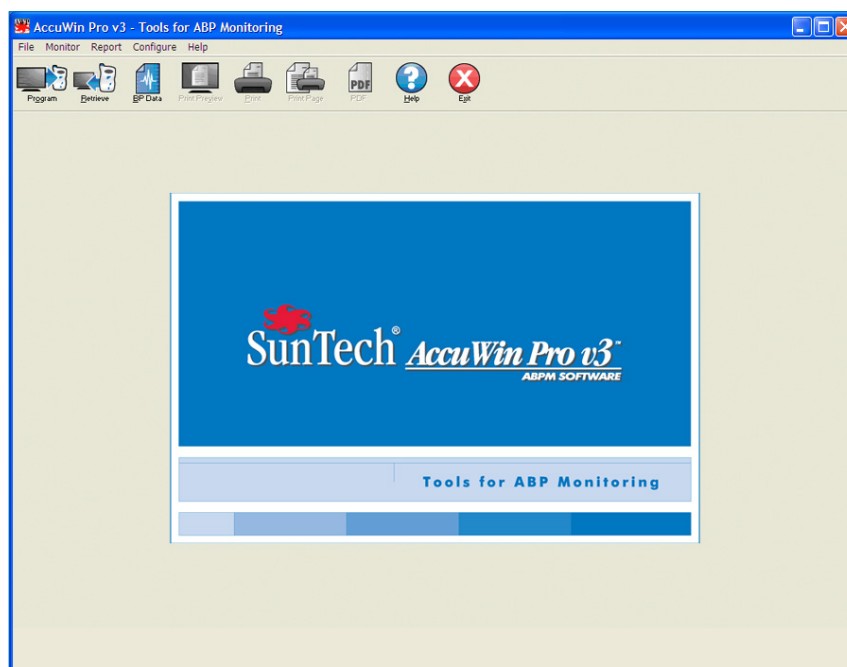 AccuWin Pro v3 - Tools for ABP Monitoring
File Monitor Report Configure Help
PDF
Program Retrieve BP Data Print Preview Print Print Page PDF Help Exit
SunTech® AccuWin Pro v3™
ABPM SOFTWARE
Tools for ABP Monitoring